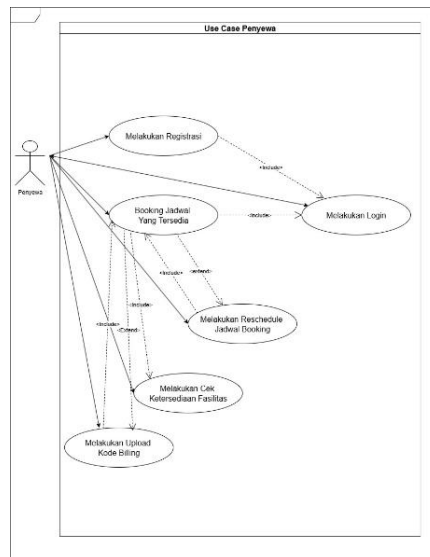 Use Case Penyewa
Melakukan Registrasi
<Include>
Penyewa
Booking Jadwal
Yang Tersedia
<Include>
Melakukan Login
<Include>
<extend>
<Include>
<Include>
<Extend>
Melakukan Reschedule
Jadwal Booking
Melakukan Cek
Ketersediaan Fasilitas
Melakukan Upload
Kode Billing